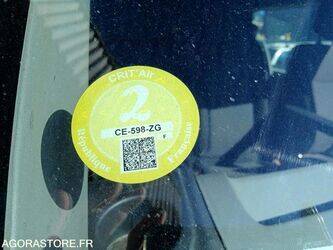 CRIT'Air
2
CE-598-ZG
F
République
Française
AGORASTORE.FR